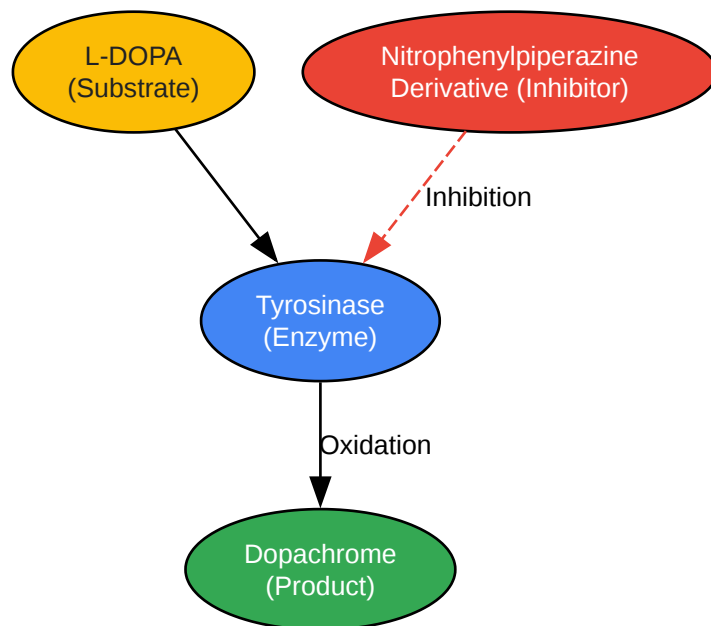 L-DOPA
(Substrate)
Nitrophenylpiperazine
Derivative (Inhibitor)
Inhibition
Tyrosinase
(Enzyme)
Oxidation
Dopachrome
(Product)